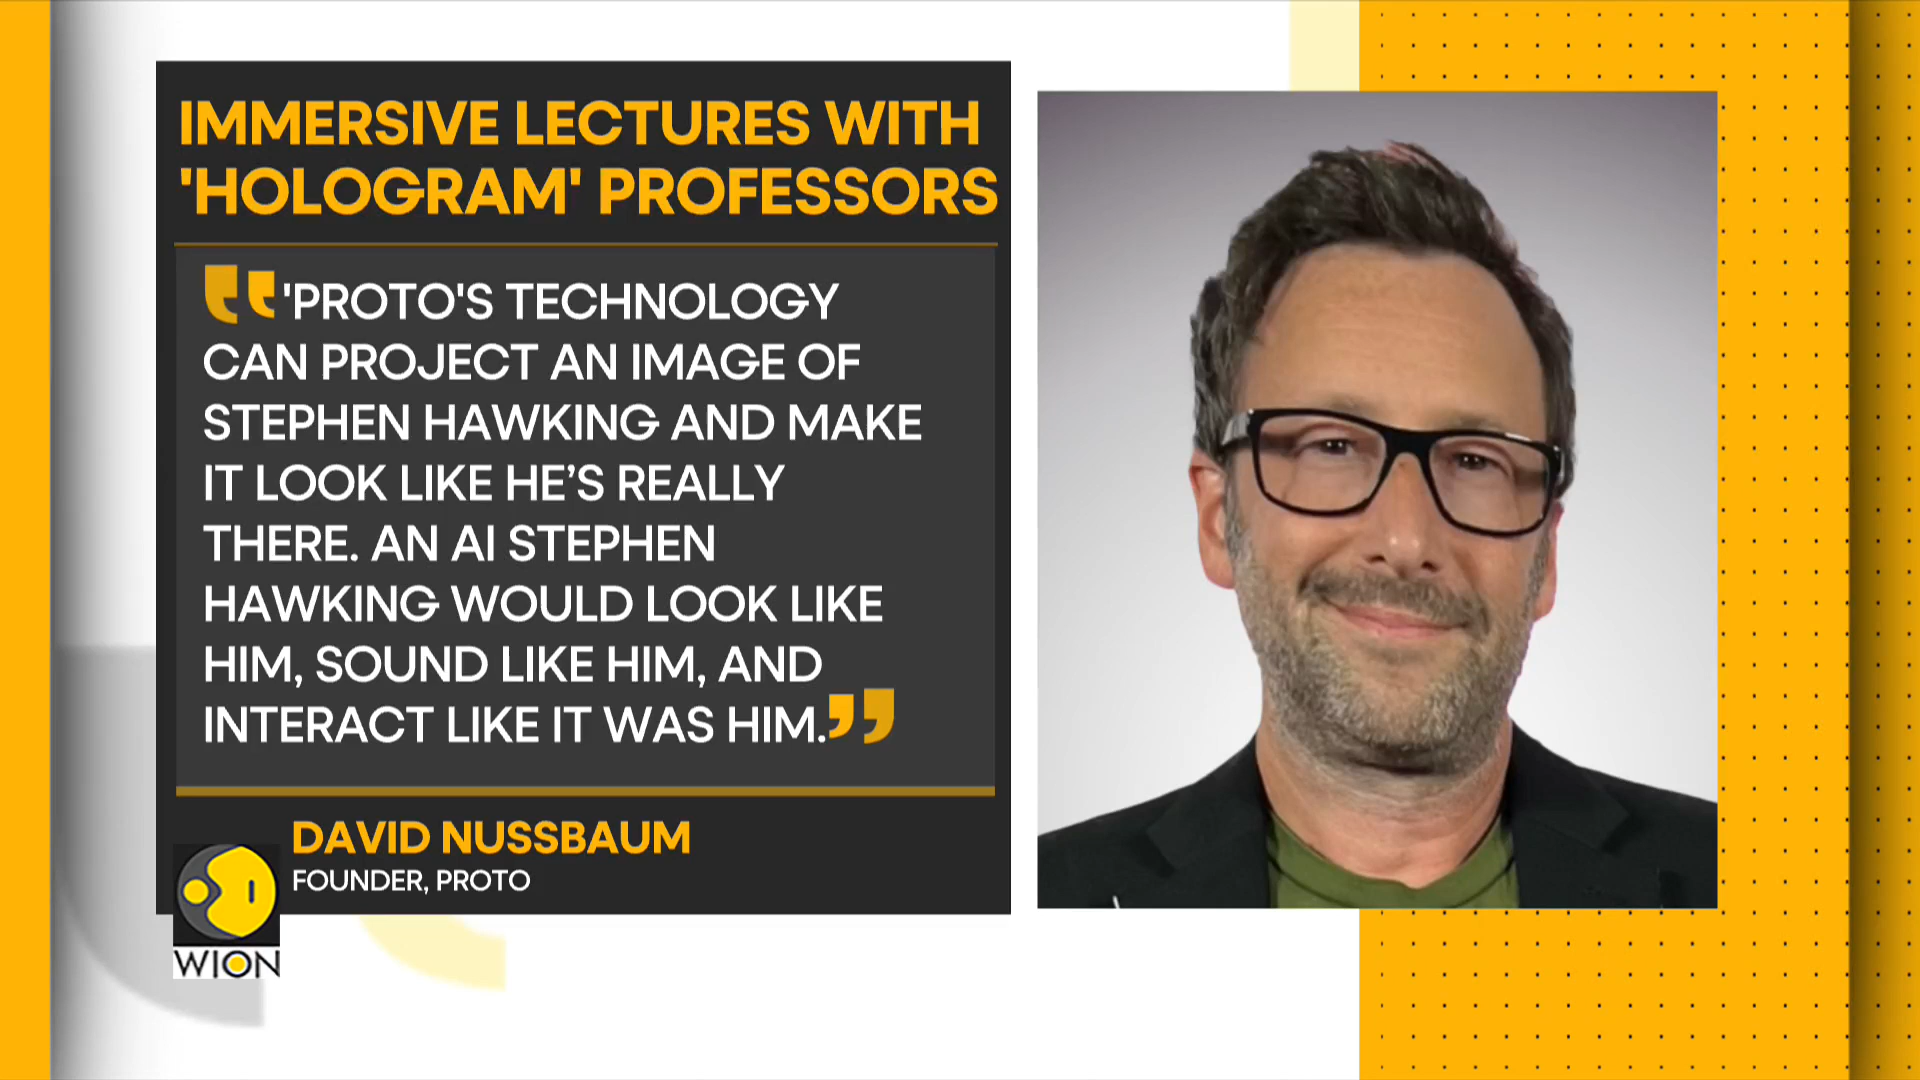 IMMERSIVE LECTURES WITH
'HOLOGRAM' PROFESSORS
❝'PROTO'S TECHNOLOGY
CAN PROJECT AN IMAGE OF
STEPHEN HAWKING AND MAKE
IT LOOK LIKE HE’S REALLY
THERE. AN AI STEPHEN
HAWKING WOULD LOOK LIKE
HIM, SOUND LIKE HIM, AND
INTERACT LIKE IT WAS HIM.❞
DAVID NUSSBAUM
FOUNDER, PROTO
WION